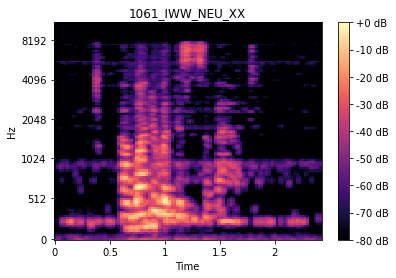 1061_IWW_NEU_XX
+0 dB
8192
-10 dB
4096
-20 dB
-30 dB
2048
Hz
-40 dB
1024
-50 dB
512
-60 dB
-70 dB
0
-80 dB
0
0.5
1
1.5
2
Time